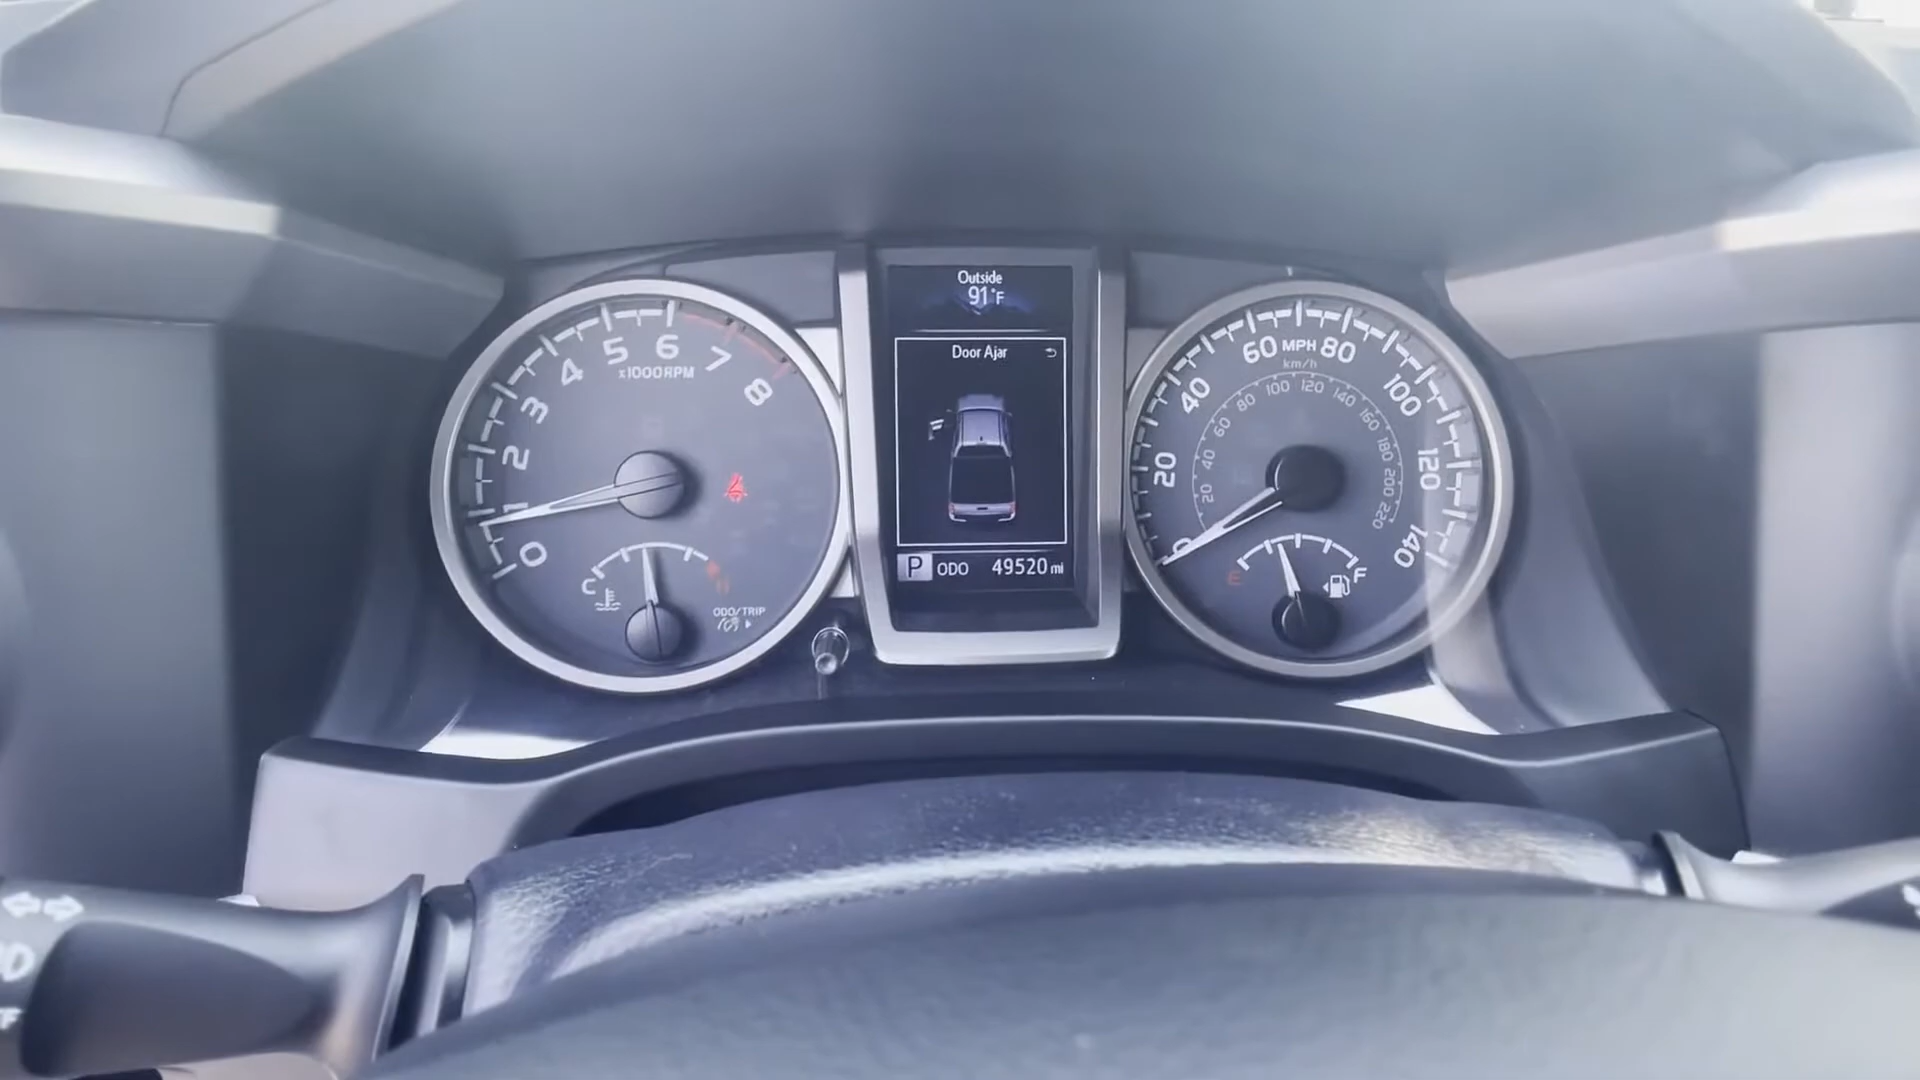 Outside
91°F
Door Ajar
P ODO 49520 mi
0 1 2 3 4 5 6 7 8
x1000RPM
C
ODO/TRIP
0 20 40 60 80 100 120 140
MPH
km/h
20 40 60 80 100 120 140 160 180 200 220
E F